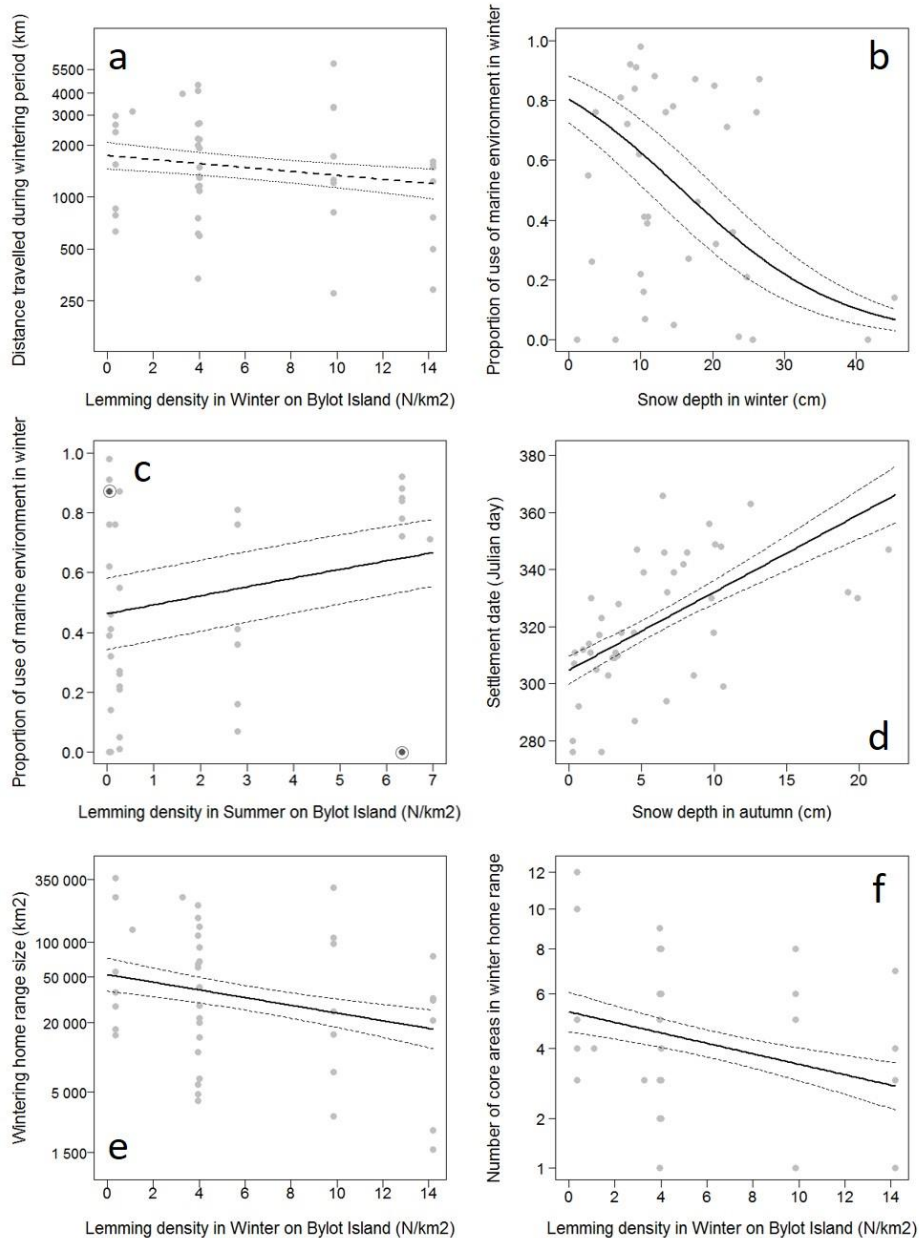 a
Distance travelled during wintering period (km)
5500
4000
3000
2000
1000
500
250
0 2 4 6 8 10 12 14
Lemming density in Winter on Bylot Island (N/km2)
b
Proportion of use of marine environment in winter
1.0
0.8
0.6
0.4
0.2
0.0
0 10 20 30 40
Snow depth in winter (cm)
c
Proportion of use of marine environment in winter
1.0
0.8
0.6
0.4
0.2
0.0
0 1 2 3 4 5 6 7
Lemming density in Summer on Bylot Island (N/km2)
d
Settlement date (Julian day)
380
360
340
320
300
280
0 5 10 15 20
Snow depth in autumn (cm)
e
Wintering home range size (km2)
350 000
100 000
50 000
20 000
5 000
1 500
0 2 4 6 8 10 12 14
Lemming density in Winter on Bylot Island (N/km2)
f
Number of core areas in winter home range
12
10
8
6
4
2
1
0 2 4 6 8 10 12 14
Lemming density in Winter on Bylot Island (N/km2)